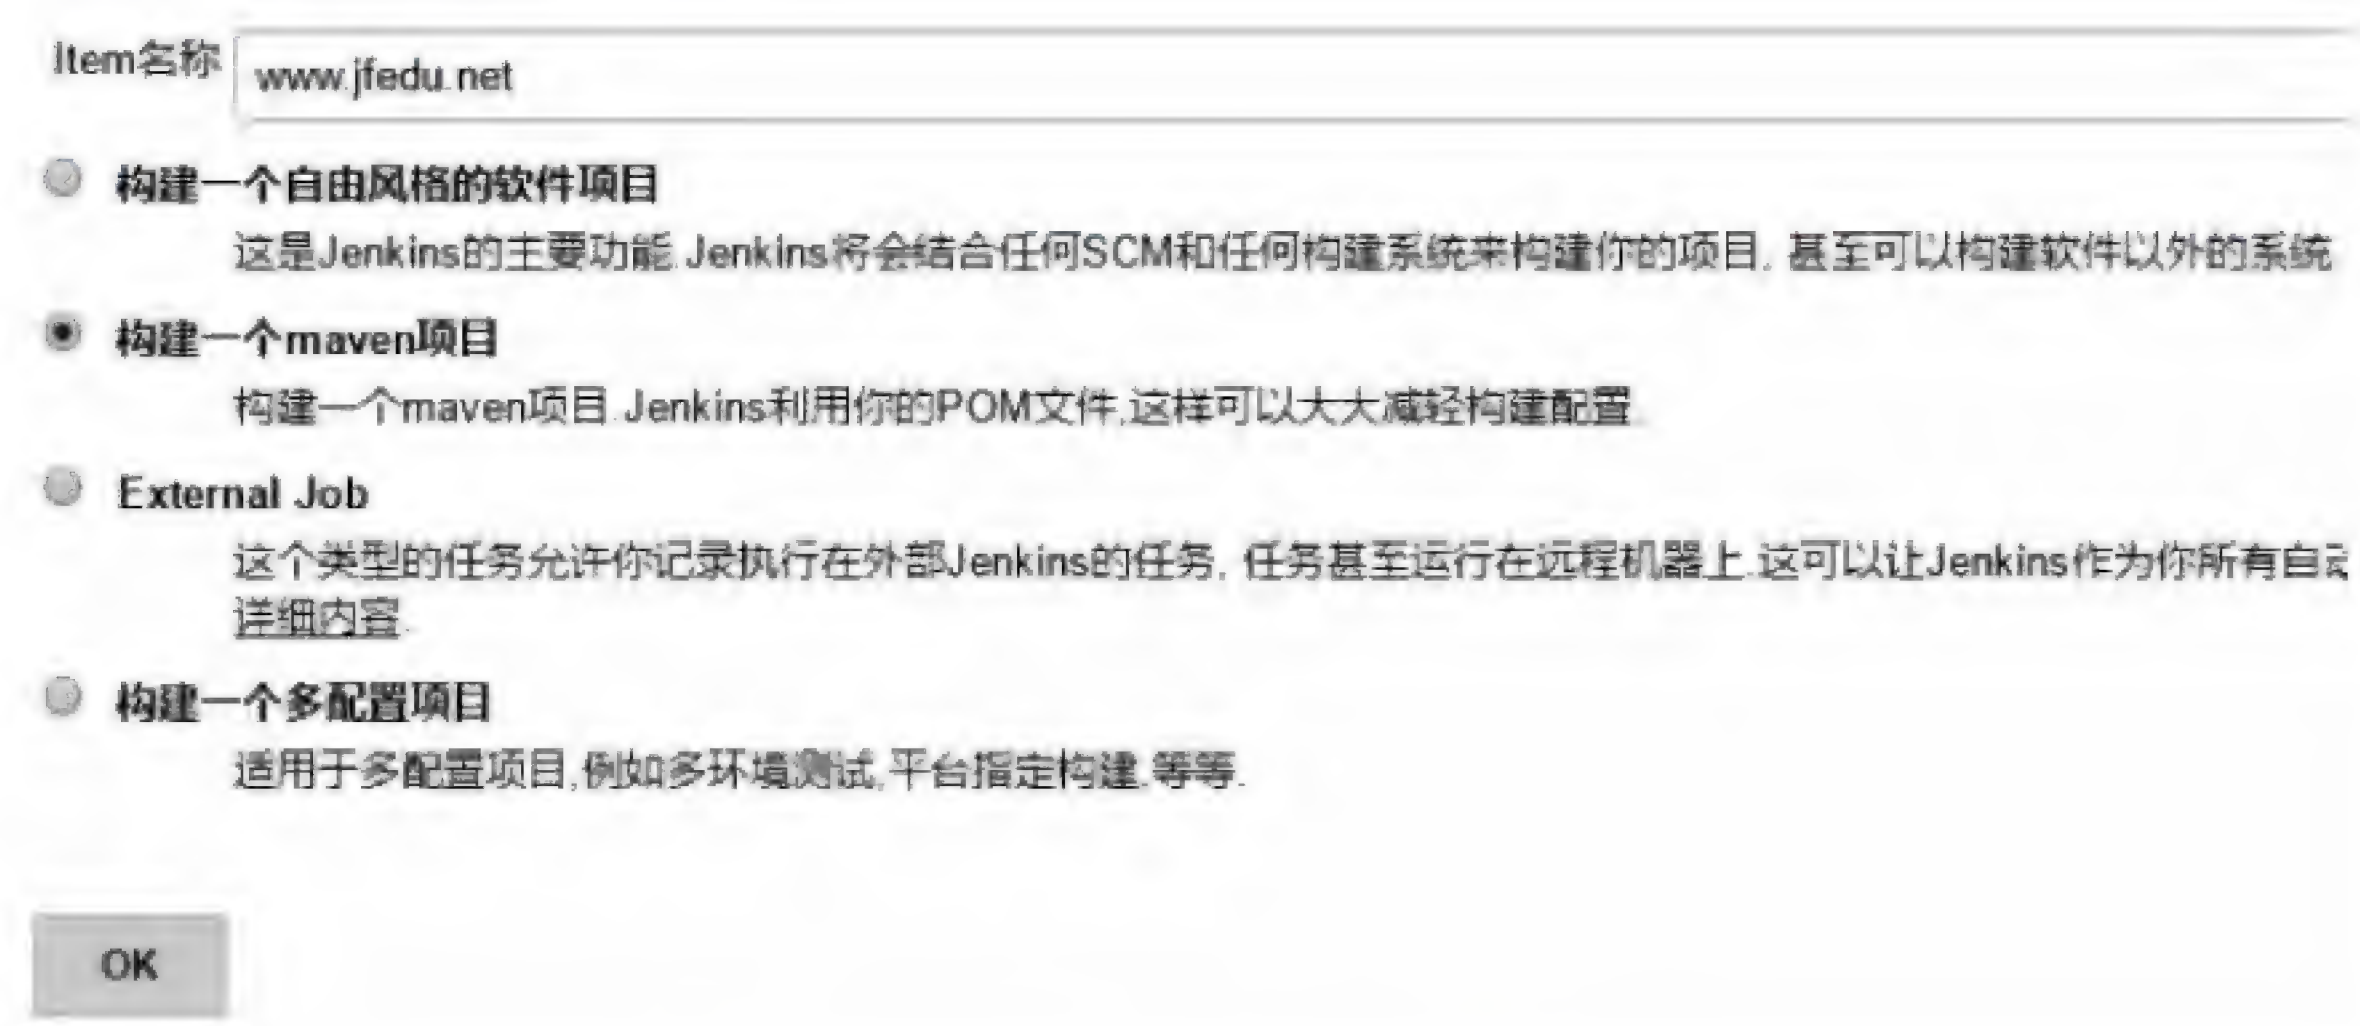 Item名称
www.jfedu.net
构建一个自由风格的软件项目
这是Jenkins的主要功能.Jenkins将会结合任何SCM和任何构建系统来构建你的项目, 甚至可以构建软件以外的系统
构建一个maven项目
构建一个maven项目.Jenkins利用你的POM文件,这样可以大大减轻构建配置.
External Job
这个类型的任务允许你记录执行在外部Jenkins的任务, 任务甚至运行在远程机器上.这可以让Jenkins作为你所有自
详细内容.
构建一个多配置项目
适用于多配置项目,例如多环境测试,平台指定构建,等等.
OK